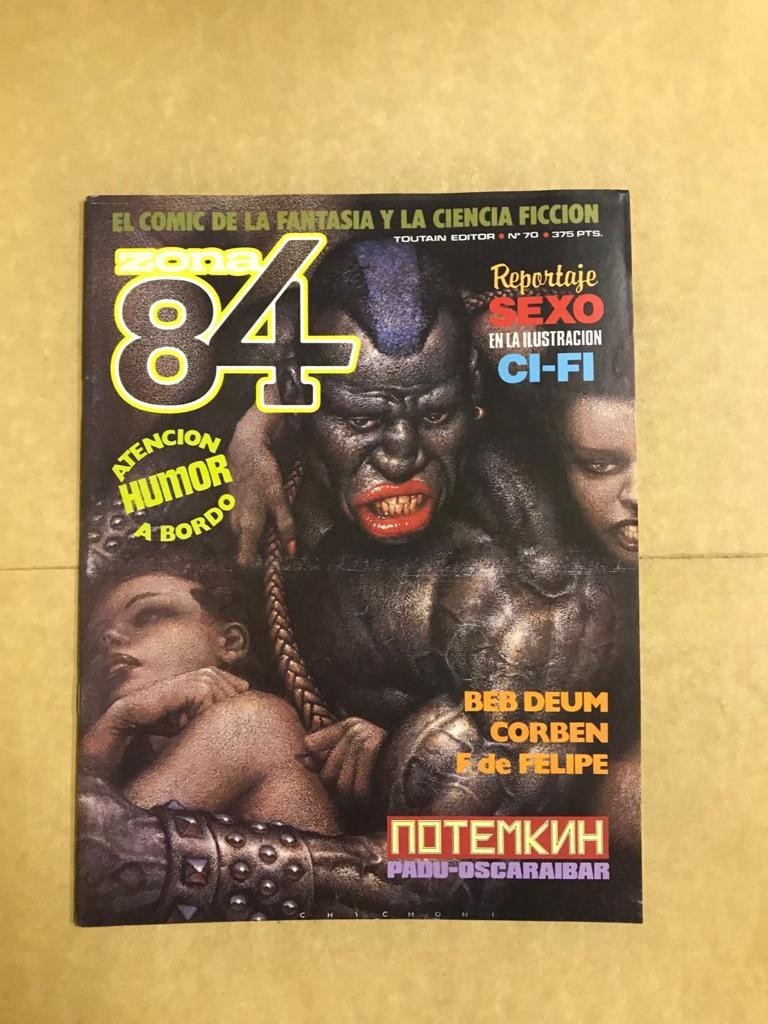 EL COMIC DE LA FANTASIA Y LA CIENCIA FICCION
TOUTAIN EDITOR • Nº 70 • 375 PTS.
zona
84
Reportaje
SEXO
EN LA ILUSTRACION
CI-FI
ATENCION
HUMOR
A BORDO
BEB DEUM
CORBEN
F. de FELIPE
ПОТЕМКИН
PADU-OSCARAIBAR
CHICHONI